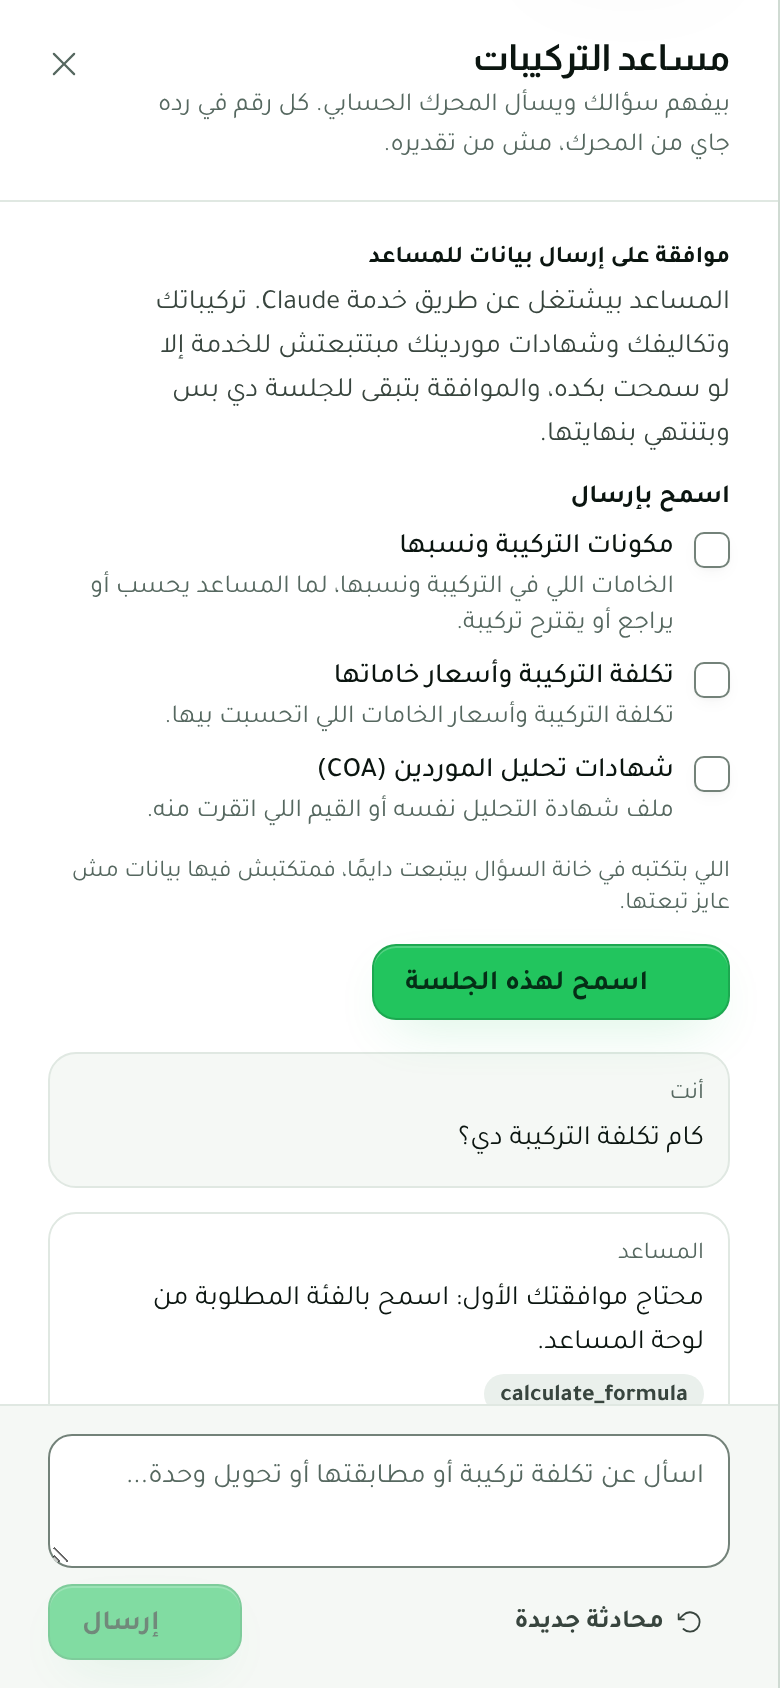 مساعد التركيبات
بيفهم سؤالك ويسأل المحرك الحسابي. كل رقم في رده
جاي من المحرك، مش من تقديره.
موافقة على إرسال بيانات للمساعد
المساعد بيشتغل عن طريق خدمة Claude. تركيباتك
وتكاليفك وشهادات موردينك مبتتبعتش للخدمة إلا
لو سمحت بكده، والموافقة بتبقى للجلسة دي بس
وبتنتهي بنهايتها.
اسمح بإرسال
مكونات التركيبة ونسبها
الخامات اللي في التركيبة ونسبها، لما المساعد يحسب أو
يراجع أو يقترح تركيبة.
تكلفة التركيبة وأسعار خاماتها
تكلفة التركيبة وأسعار الخامات اللي اتحسبت بيها.
شهادات تحليل الموردين (COA)
ملف شهادة التحليل نفسه أو القيم اللي اتقرت منه.
اللي بتكتبه في خانة السؤال بيتبعت دايمًا، فمتكتبش فيها بيانات مش
عايز تبعتها.
اسمح لهذه الجلسة
أنت
كام تكلفة التركيبة دي؟
المساعد
محتاج موافقتك الأول: اسمح بالفئة المطلوبة من
لوحة المساعد.
calculate_formula
اسأل عن تكلفة تركيبة أو مطابقتها أو تحويل وحدة...
محادثة جديدة
إرسال